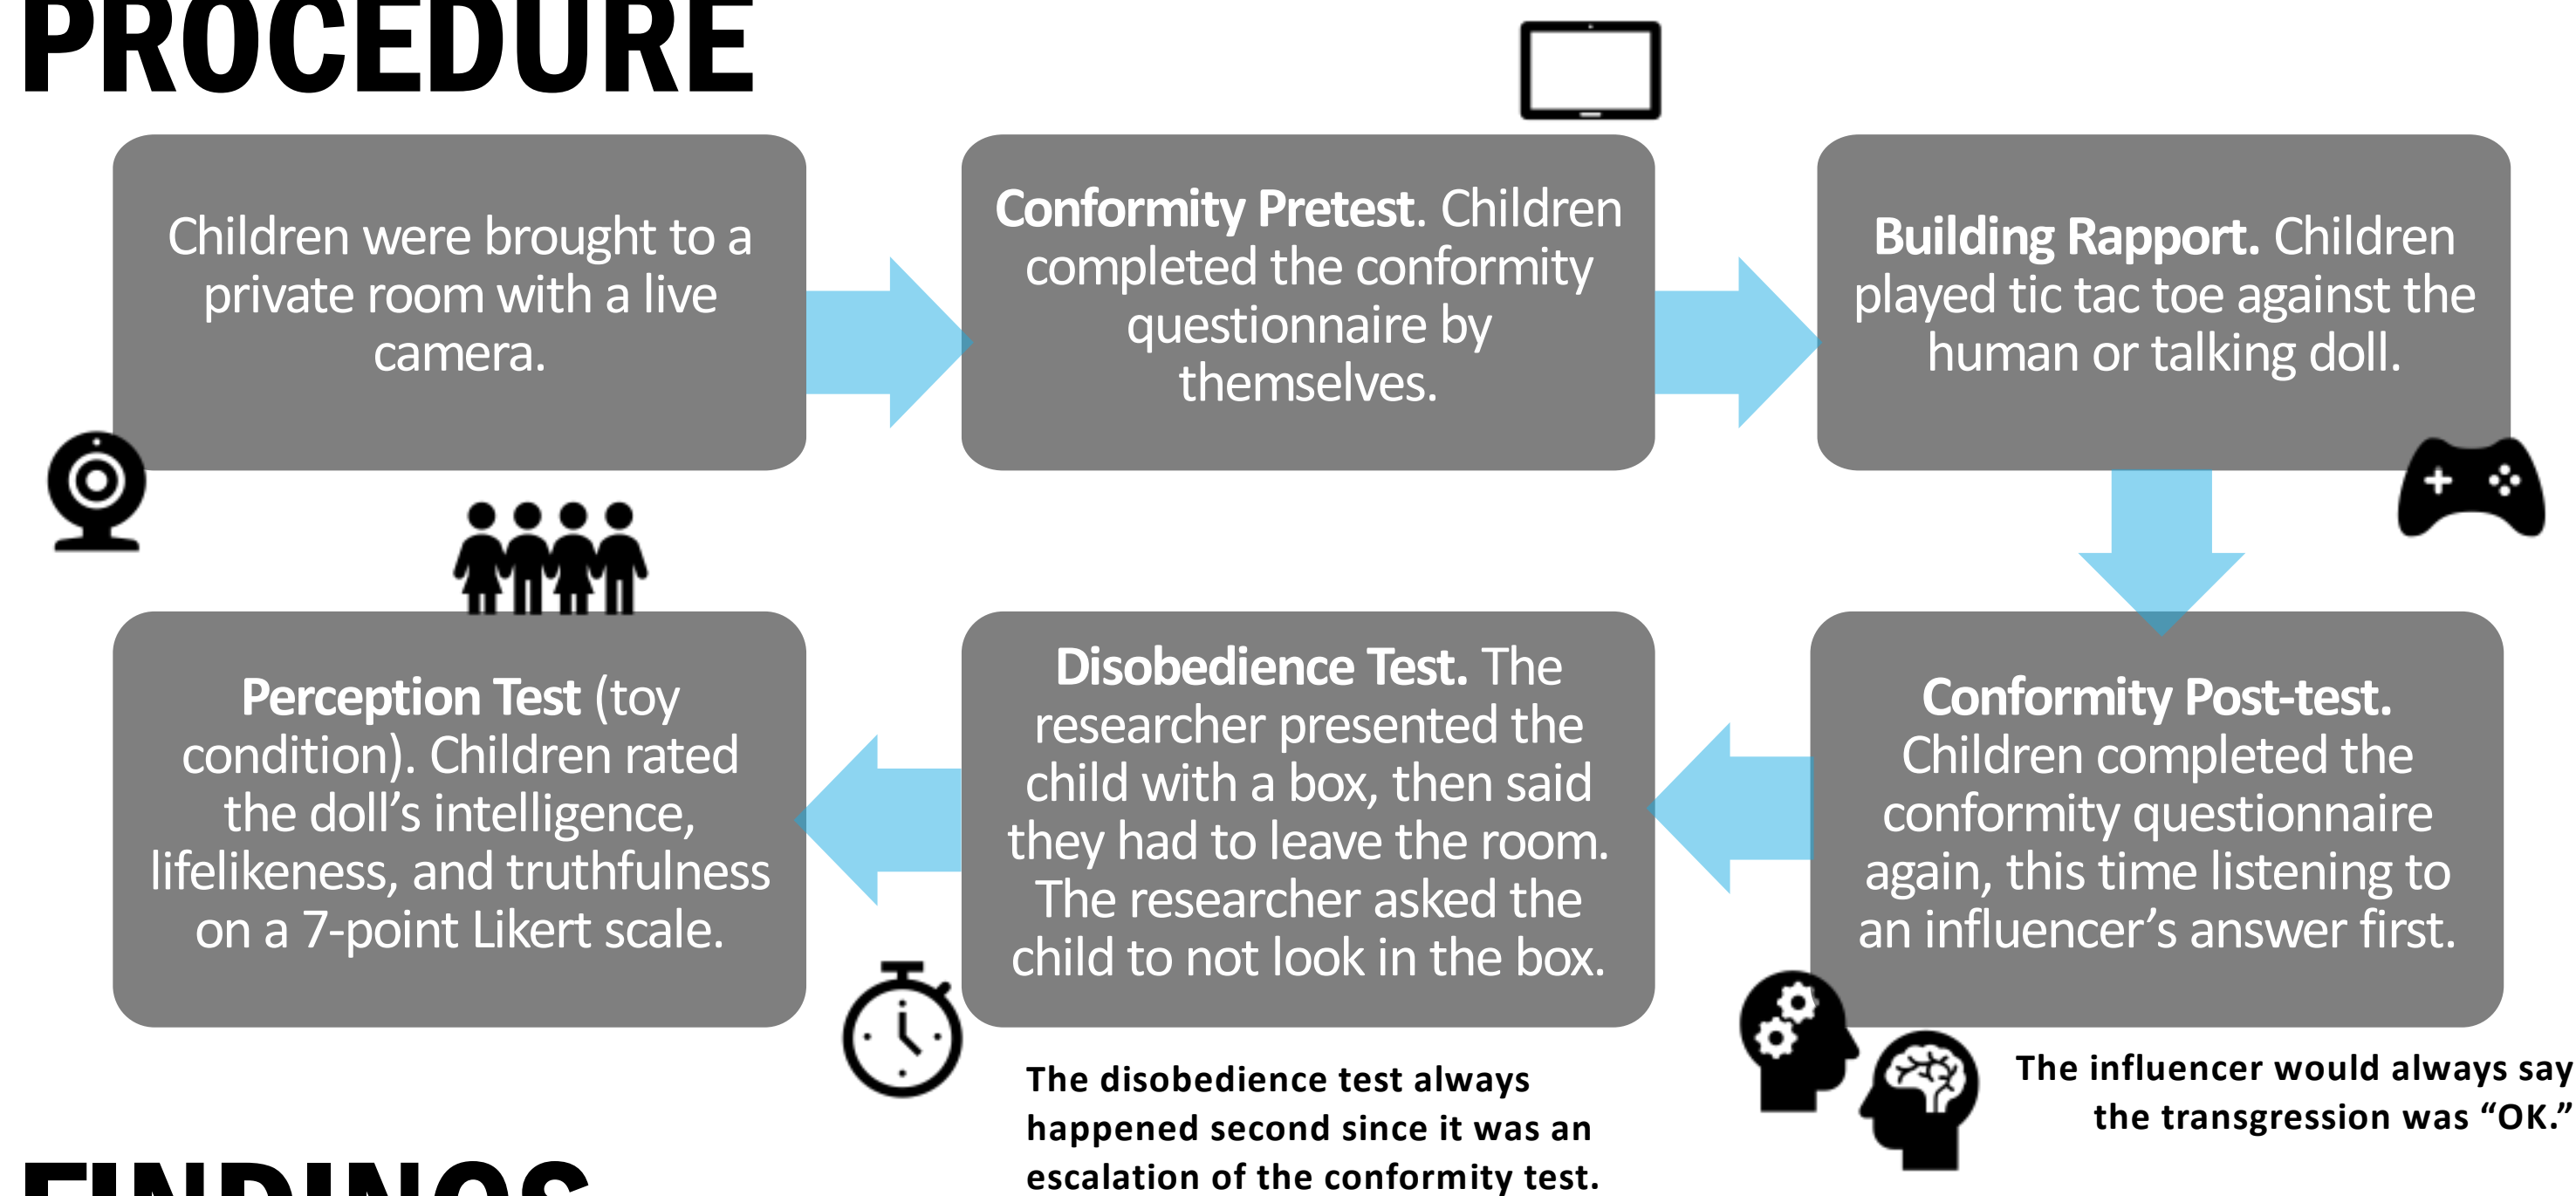 PROCEDURE
Children were brought to a
private room with a live
camera.
Conformity Pretest. Children
completed the conformity
questionnaire by
themselves.
Building Rapport. Children
played tic tac toe against the
human or talking doll.
Conformity Post-test.
Children completed the
conformity questionnaire
again, this time listening to
an influencer’s answer first.
The influencer would always say
the transgression was “OK.”
Disobedience Test. The
researcher presented the
child with a box, then said
they had to leave the room.
The researcher asked the
child to not look in the box.
The disobedience test always
happened second since it was an
escalation of the conformity test.
Perception Test (toy
condition). Children rated
the doll’s intelligence,
lifelikeness, and truthfulness
on a 7-point Likert scale.
FINDINGS